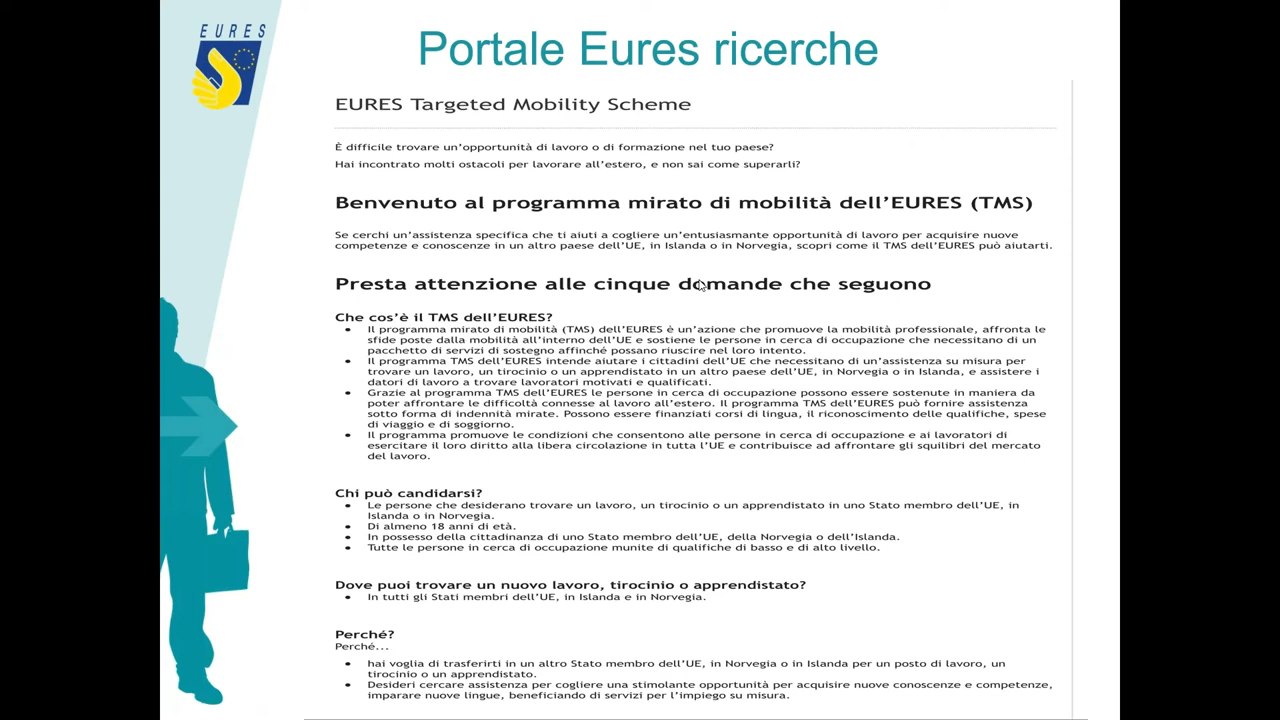 EURES
Portale Eures ricerche
EURES Targeted Mobility Scheme
È difficile trovare un'opportunità di lavoro o di formazione nel tuo paese?
Hai incontrato molti ostacoli per lavorare all'estero, e non sai come superarli?
Benvenuto al programma mirato di mobilità dell'EURES (TMS)
Se cerchi un'assistenza specifica che ti aiuti a cogliere un'entusiasmante opportunità di lavoro per acquisire nuove
competenze e conoscenze in un altro paese dell'UE, in Islanda o in Norvegia, scopri come il TMS dell'EURES può aiutarti.
Presta attenzione alle cinque domande che seguono
Che cos'è il TMS dell'EURES?
• Il programma mirato di mobilità (TMS) dell'EURES è un'azione che promuove la mobilità professionale, affronta le
sfide poste dalla mobilità all'interno dell'UE e sostiene le persone in cerca di occupazione che necessitano di un
pacchetto di servizi di sostegno affinché possano riuscire nel loro intento.
• Il programma TMS dell'EURES intende aiutare i cittadini dell'UE che necessitano di un'assistenza su misura per
trovare un lavoro, un tirocinio o un apprendistato in un altro paese dell'UE, in Norvegia o in Islanda, e assistere i
datori di lavoro a trovare lavoratori motivati e qualificati.
• Grazie al programma TMS dell'EURES le persone in cerca di occupazione possono essere sostenute in maniera da
poter affrontare le difficoltà connesse al lavoro all'estero. Il programma TMS dell'EURES può fornire assistenza
sotto forma di indennità mirate. Possono essere finanziati corsi di lingua, il riconoscimento delle qualifiche, spese
di viaggio e di soggiorno.
• Il programma promuove le condizioni che consentono alle persone in cerca di occupazione e ai lavoratori di
esercitare il loro diritto alla libera circolazione in tutta l'UE e contribuisce ad affrontare gli squilibri del mercato
del lavoro.
Chi può candidarsi?
• Le persone che desiderano trovare un lavoro, un tirocinio o un apprendistato in uno Stato membro dell'UE, in
Islanda o in Norvegia.
• Di almeno 18 anni di età.
• In possesso della cittadinanza di uno Stato membro dell'UE, della Norvegia o dell'Islanda.
• Tutte le persone in cerca di occupazione munite di qualifiche di basso e di alto livello.
Dove puoi trovare un nuovo lavoro, tirocinio o apprendistato?
• In tutti gli Stati membri dell'UE, in Islanda e in Norvegia.
Perché?
Perché...
• hai voglia di trasferirti in un altro Stato membro dell'UE, in Norvegia o in Islanda per un posto di lavoro, un
tirocinio o un apprendistato.
• Desideri cercare assistenza per cogliere una stimolante opportunità per acquisire nuove conoscenze e competenze,
imparare nuove lingue, beneficiando di servizi per l'impiego su misura.